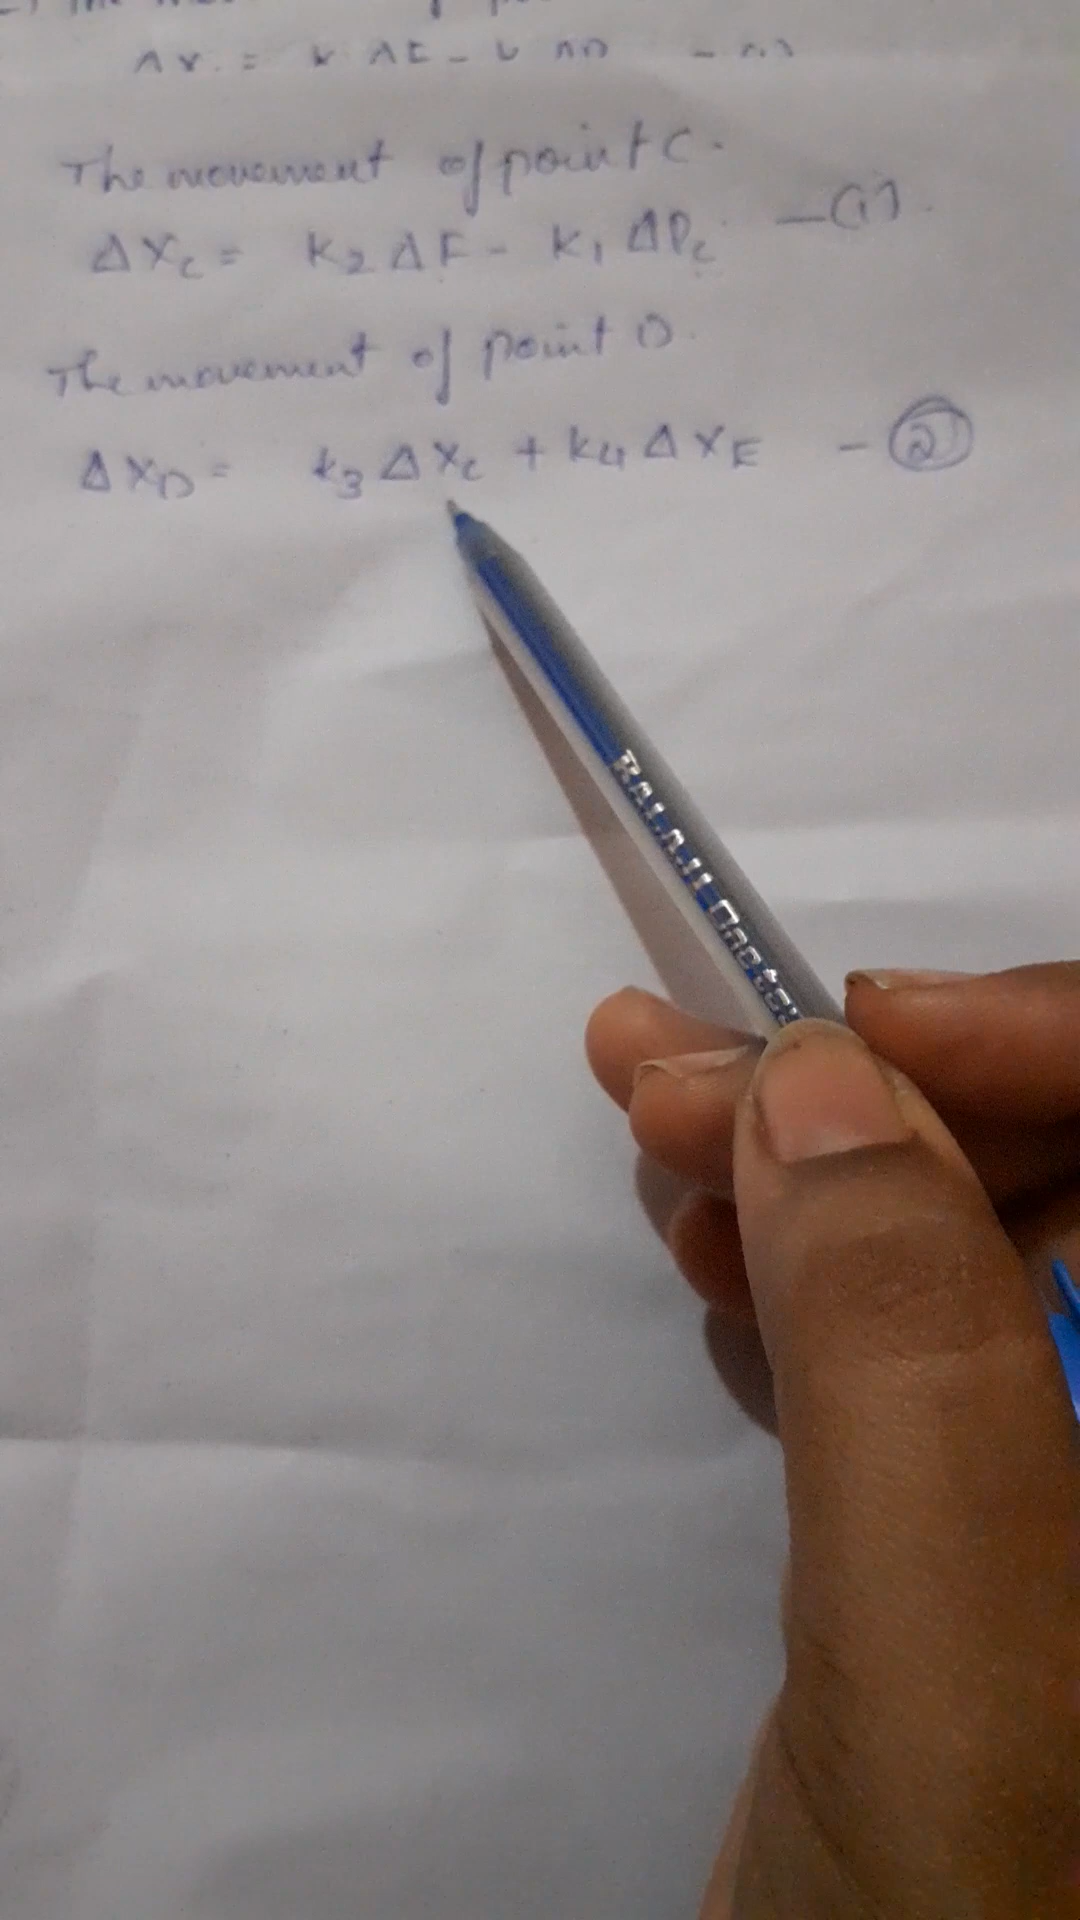 The movement of point C.
ΔXc = K2 ΔF - K1 ΔPc -(1).
The movement of point D.
ΔXD = k3 ΔXc + k4 ΔXE - 2